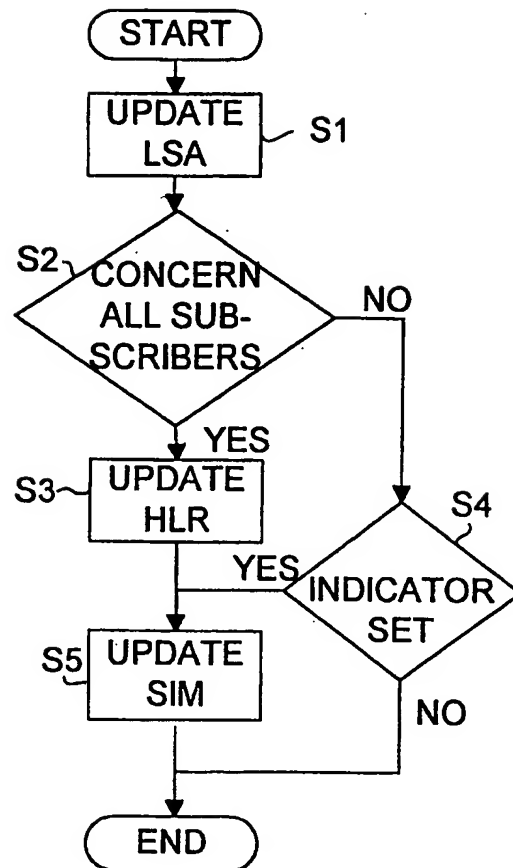 START
UPDATE
LSA
S1
S2
CONCERN
ALL SUB-
SCRIBERS
NO
YES
S3
UPDATE
HLR
S4
YES
INDICATOR
SET
S5
UPDATE
SIM
NO
END